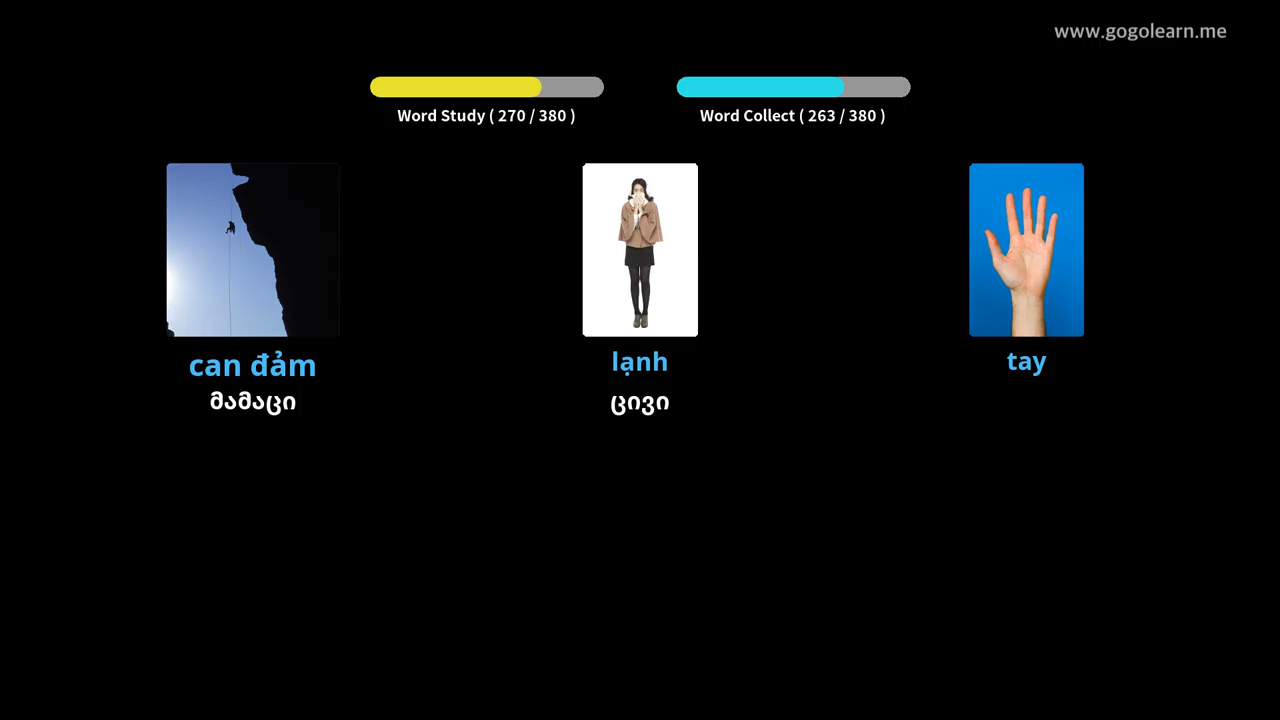 www.gogolearn.me
Word Study ( 270 / 380 )
Word Collect ( 263 / 380 )
can đảm
lạnh
tay
მამაცი
ცივი